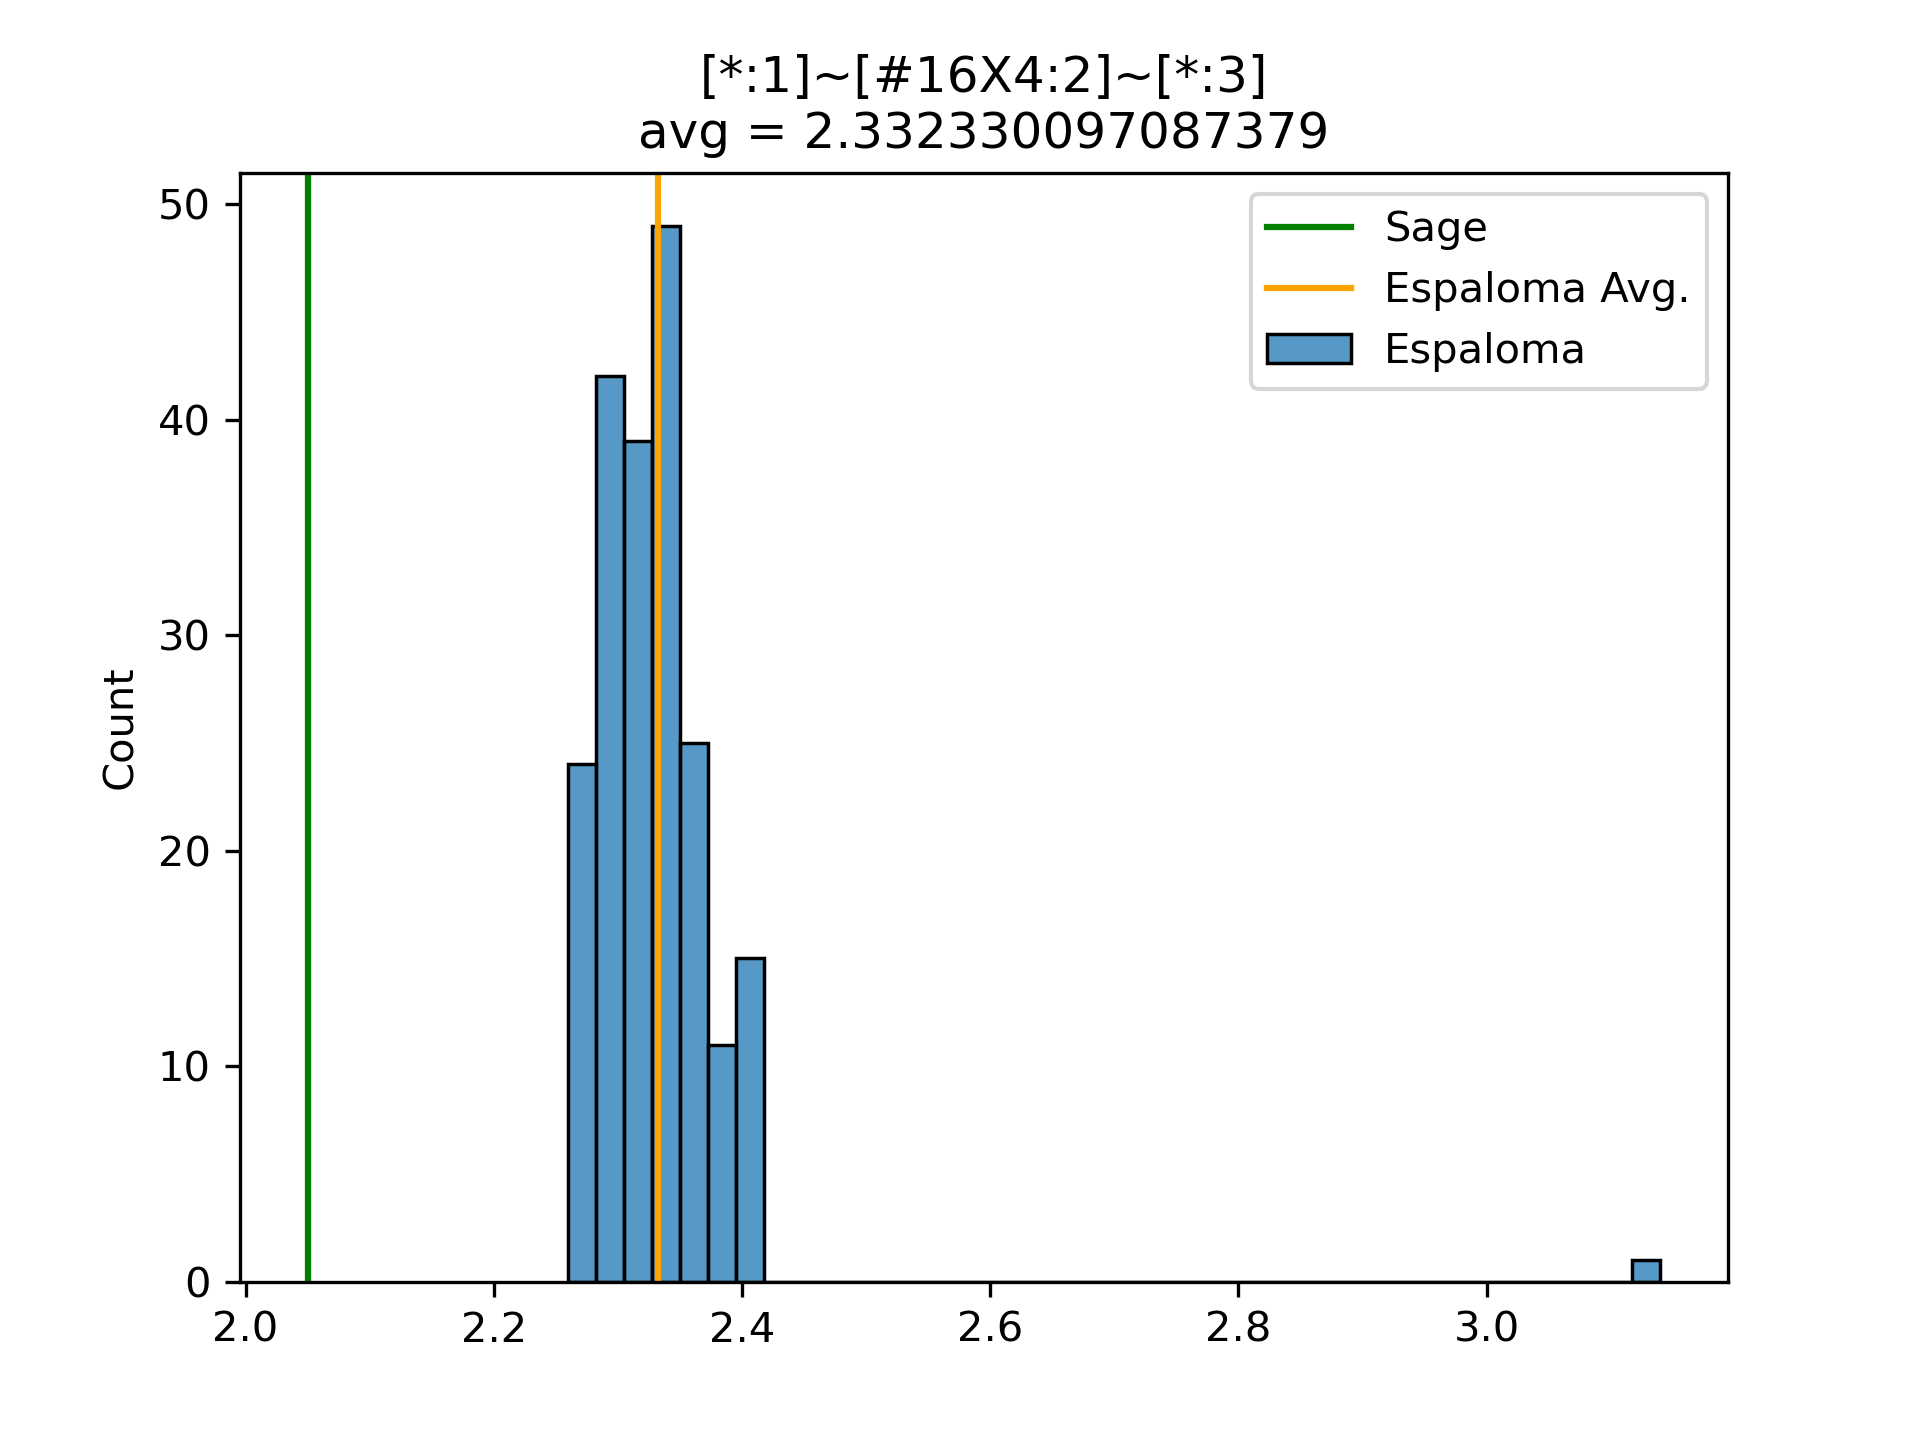 [*:1]~[#16X4:2]~[*:3]
avg = 2.332330097087379
50
40
30
20
10
0
Count
2.0 2.2 2.4 2.6 2.8 3.0
Sage
Espaloma Avg.
Espaloma